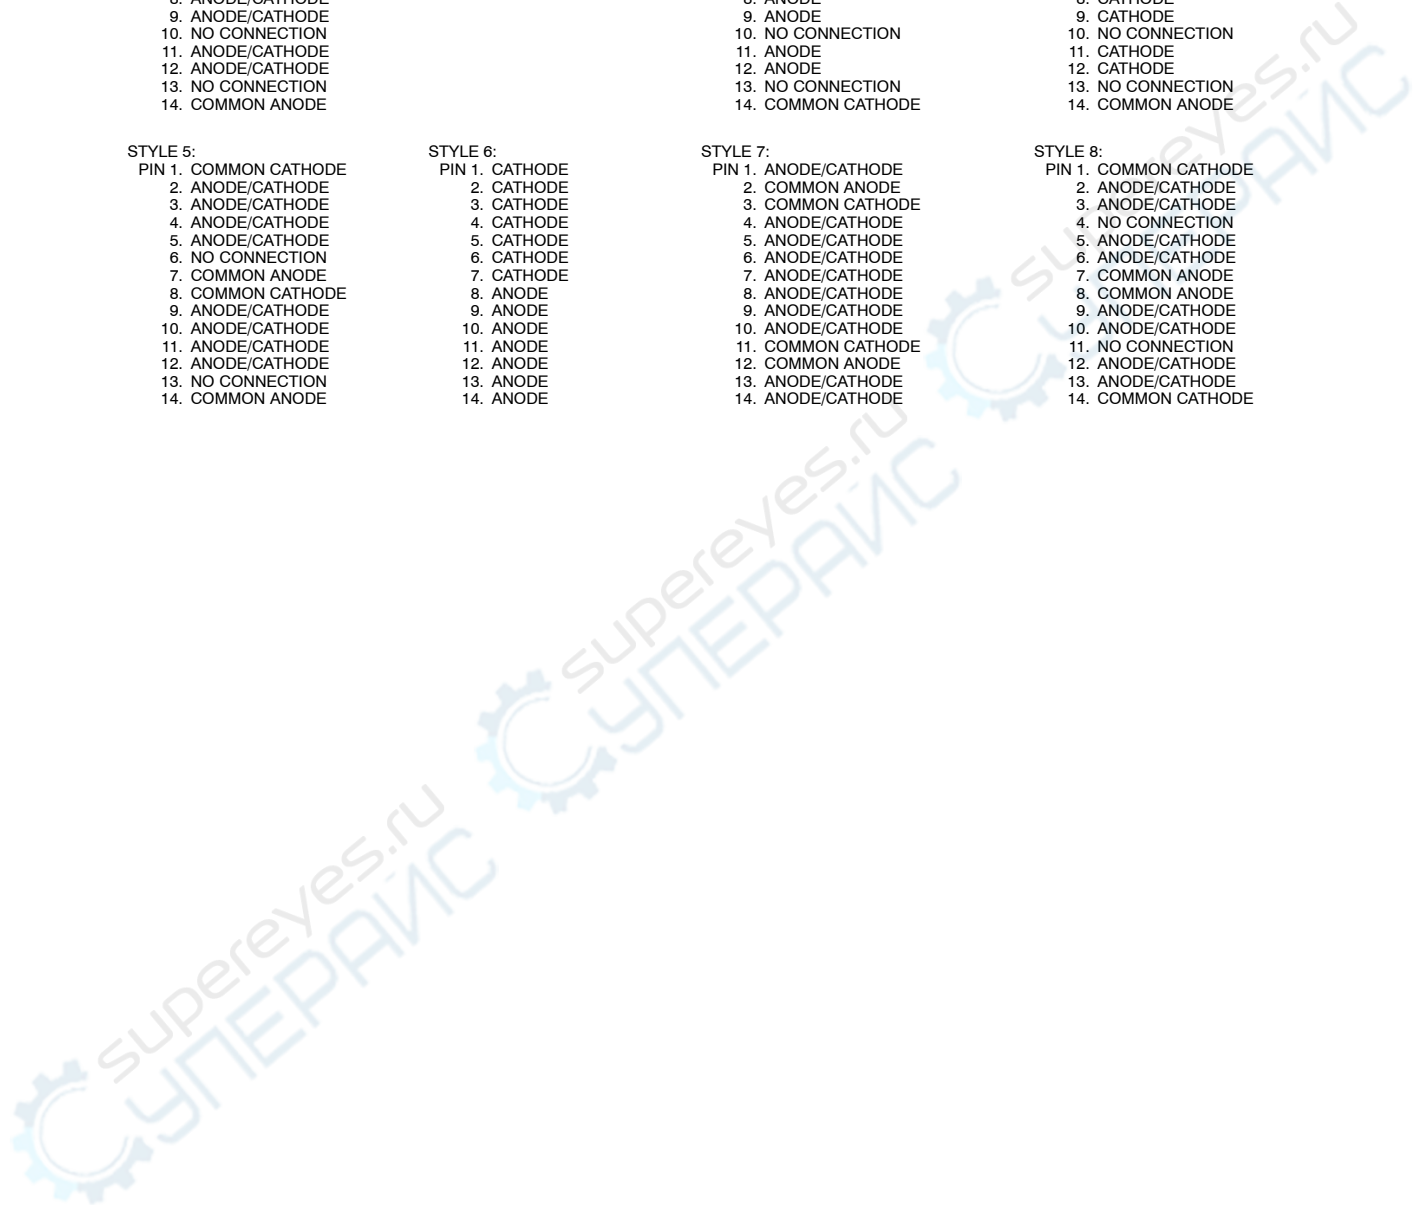 8. ANODE/CATHODE
9. ANODE/CATHODE
10. NO CONNECTION
11. ANODE/CATHODE
12. ANODE/CATHODE
13. NO CONNECTION
14. COMMON ANODE
8. ANODE
9. ANODE
10. NO CONNECTION
11. ANODE
12. ANODE
13. NO CONNECTION
14. COMMON CATHODE
8. CATHODE
9. CATHODE
10. NO CONNECTION
11. CATHODE
12. CATHODE
13. NO CONNECTION
14. COMMON ANODE
STYLE 5:
PIN 1. COMMON CATHODE
2. ANODE/CATHODE
3. ANODE/CATHODE
4. ANODE/CATHODE
5. ANODE/CATHODE
6. NO CONNECTION
7. COMMON ANODE
8. COMMON CATHODE
9. ANODE/CATHODE
10. ANODE/CATHODE
11. ANODE/CATHODE
12. ANODE/CATHODE
13. NO CONNECTION
14. COMMON ANODE
STYLE 6:
PIN 1. CATHODE
2. CATHODE
3. CATHODE
4. CATHODE
5. CATHODE
6. CATHODE
7. CATHODE
8. ANODE
9. ANODE
10. ANODE
11. ANODE
12. ANODE
13. ANODE
14. ANODE
STYLE 7:
PIN 1. ANODE/CATHODE
2. COMMON ANODE
3. COMMON CATHODE
4. ANODE/CATHODE
5. ANODE/CATHODE
6. ANODE/CATHODE
7. ANODE/CATHODE
8. ANODE/CATHODE
9. ANODE/CATHODE
10. ANODE/CATHODE
11. COMMON CATHODE
12. COMMON ANODE
13. ANODE/CATHODE
14. ANODE/CATHODE
STYLE 8:
PIN 1. COMMON CATHODE
2. ANODE/CATHODE
3. ANODE/CATHODE
4. NO CONNECTION
5. ANODE/CATHODE
6. ANODE/CATHODE
7. COMMON ANODE
8. COMMON ANODE
9. ANODE/CATHODE
10. ANODE/CATHODE
11. NO CONNECTION
12. ANODE/CATHODE
13. ANODE/CATHODE
14. COMMON CATHODE
supereyes.ru
СУПЕРАЙС
supereyes.ru
СУПЕРАЙС
supereyes.ru
СУПЕРАЙС